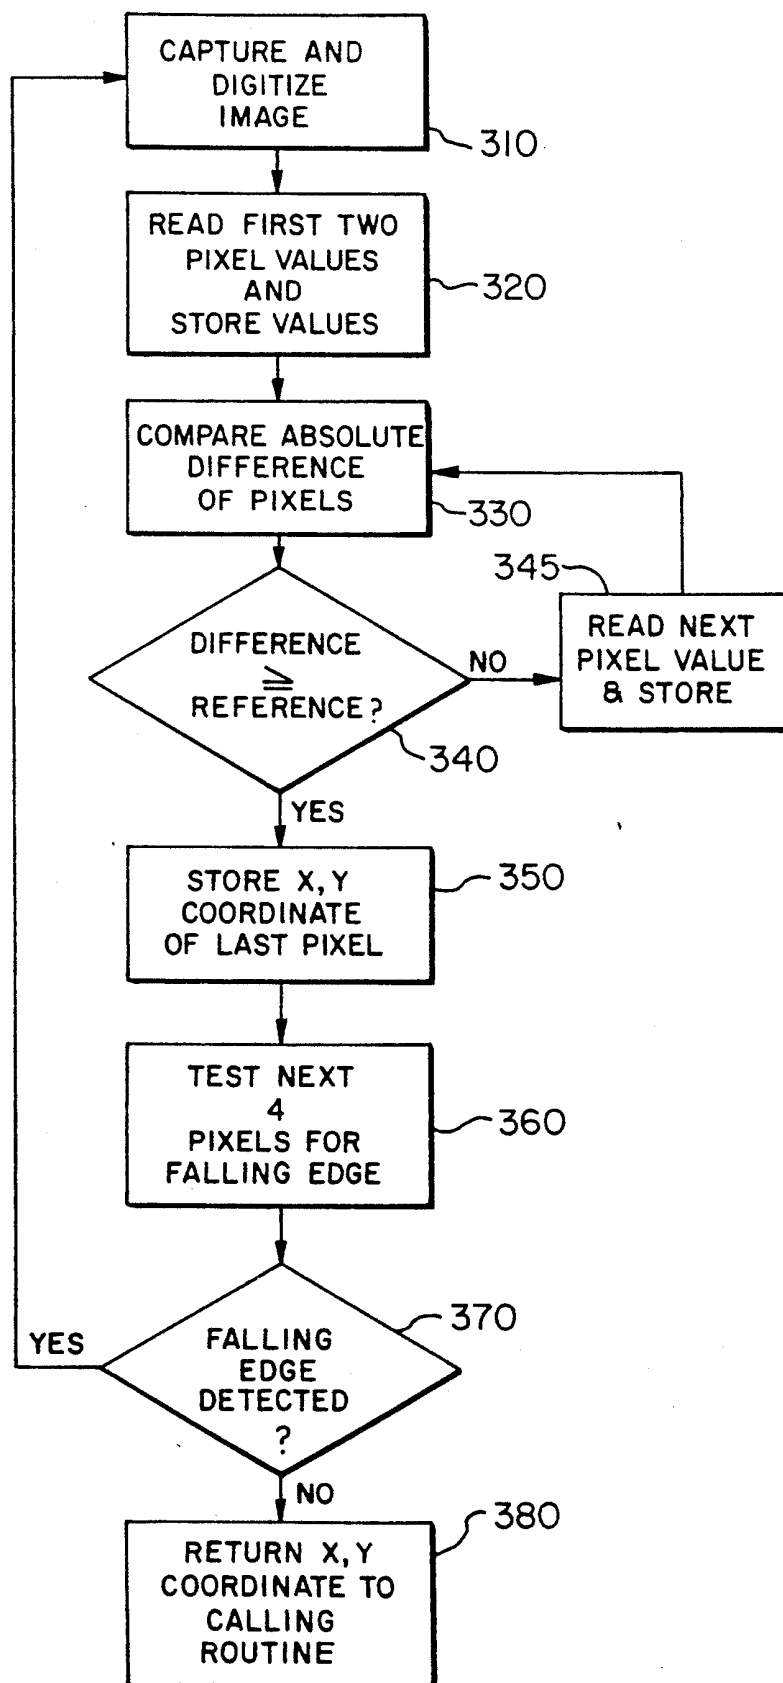 CAPTURE AND
DIGITIZE
IMAGE
310
READ FIRST TWO
PIXEL VALUES
AND
STORE VALUES
320
COMPARE ABSOLUTE
DIFFERENCE
OF PIXELS
330
345
READ NEXT
PIXEL VALUE
& STORE
DIFFERENCE
≧
REFERENCE?
NO
340
YES
STORE X,Y
COORDINATE
OF LAST PIXEL
350
TEST NEXT
4
PIXELS FOR
FALLING EDGE
360
370
YES
FALLING
EDGE
DETECTED
?
NO
380
RETURN X,Y
COORDINATE TO
CALLING
ROUTINE